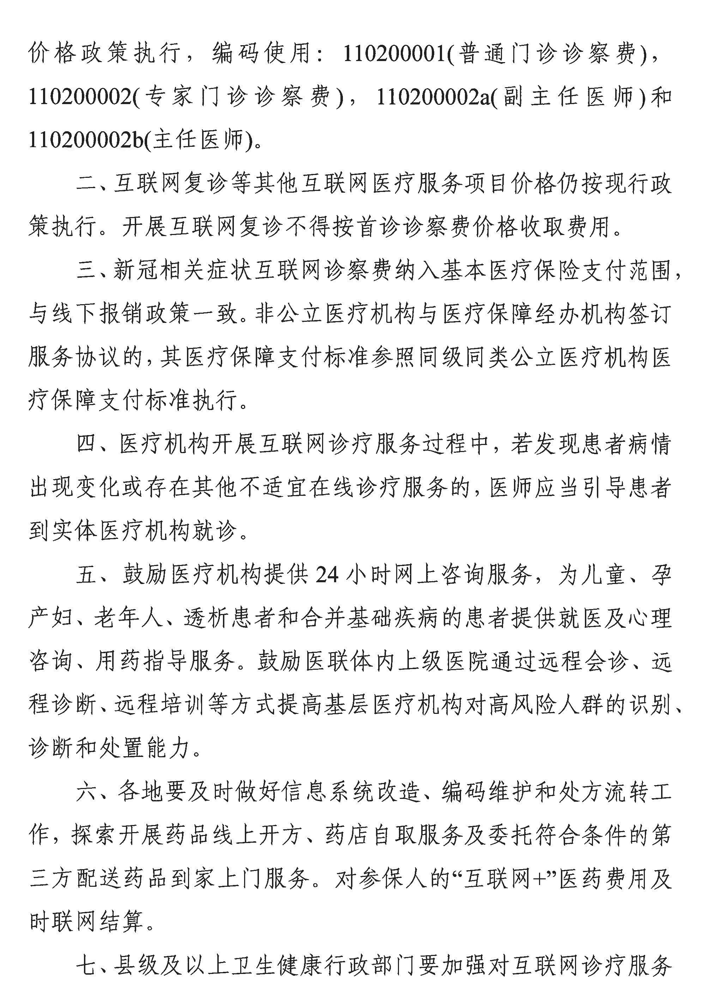 价格政策执行，编码使用：110200001(普通门诊诊察费)，
110200002(专家门诊诊察费)，110200002a(副主任医师)和
110200002b(主任医师)。
二、互联网复诊等其他互联网医疗服务项目价格仍按现行政
策执行。开展互联网复诊不得按首诊诊察费价格收取费用。
三、新冠相关症状互联网诊察费纳入基本医疗保险支付范围，
与线下报销政策一致。非公立医疗机构与医疗保障经办机构签订
服务协议的，其医疗保障支付标准参照同级同类公立医疗机构医
疗保障支付标准执行。
四、医疗机构开展互联网诊疗服务过程中，若发现患者病情
出现变化或存在其他不适宜在线诊疗服务的，医师应当引导患者
到实体医疗机构就诊。
五、鼓励医疗机构提供 24 小时网上咨询服务，为儿童、孕
产妇、老年人、透析患者和合并基础疾病的患者提供就医及心理
咨询、用药指导服务。鼓励医联体内上级医院通过远程会诊、远
程诊断、远程培训等方式提高基层医疗机构对高风险人群的识别、
诊断和处置能力。
六、各地要及时做好信息系统改造、编码维护和处方流转工
作，探索开展药品线上开方、药店自取服务及委托符合条件的第
三方配送药品到家上门服务。对参保人的“互联网+”医药费用及
时联网结算。
七、县级及以上卫生健康行政部门要加强对互联网诊疗服务